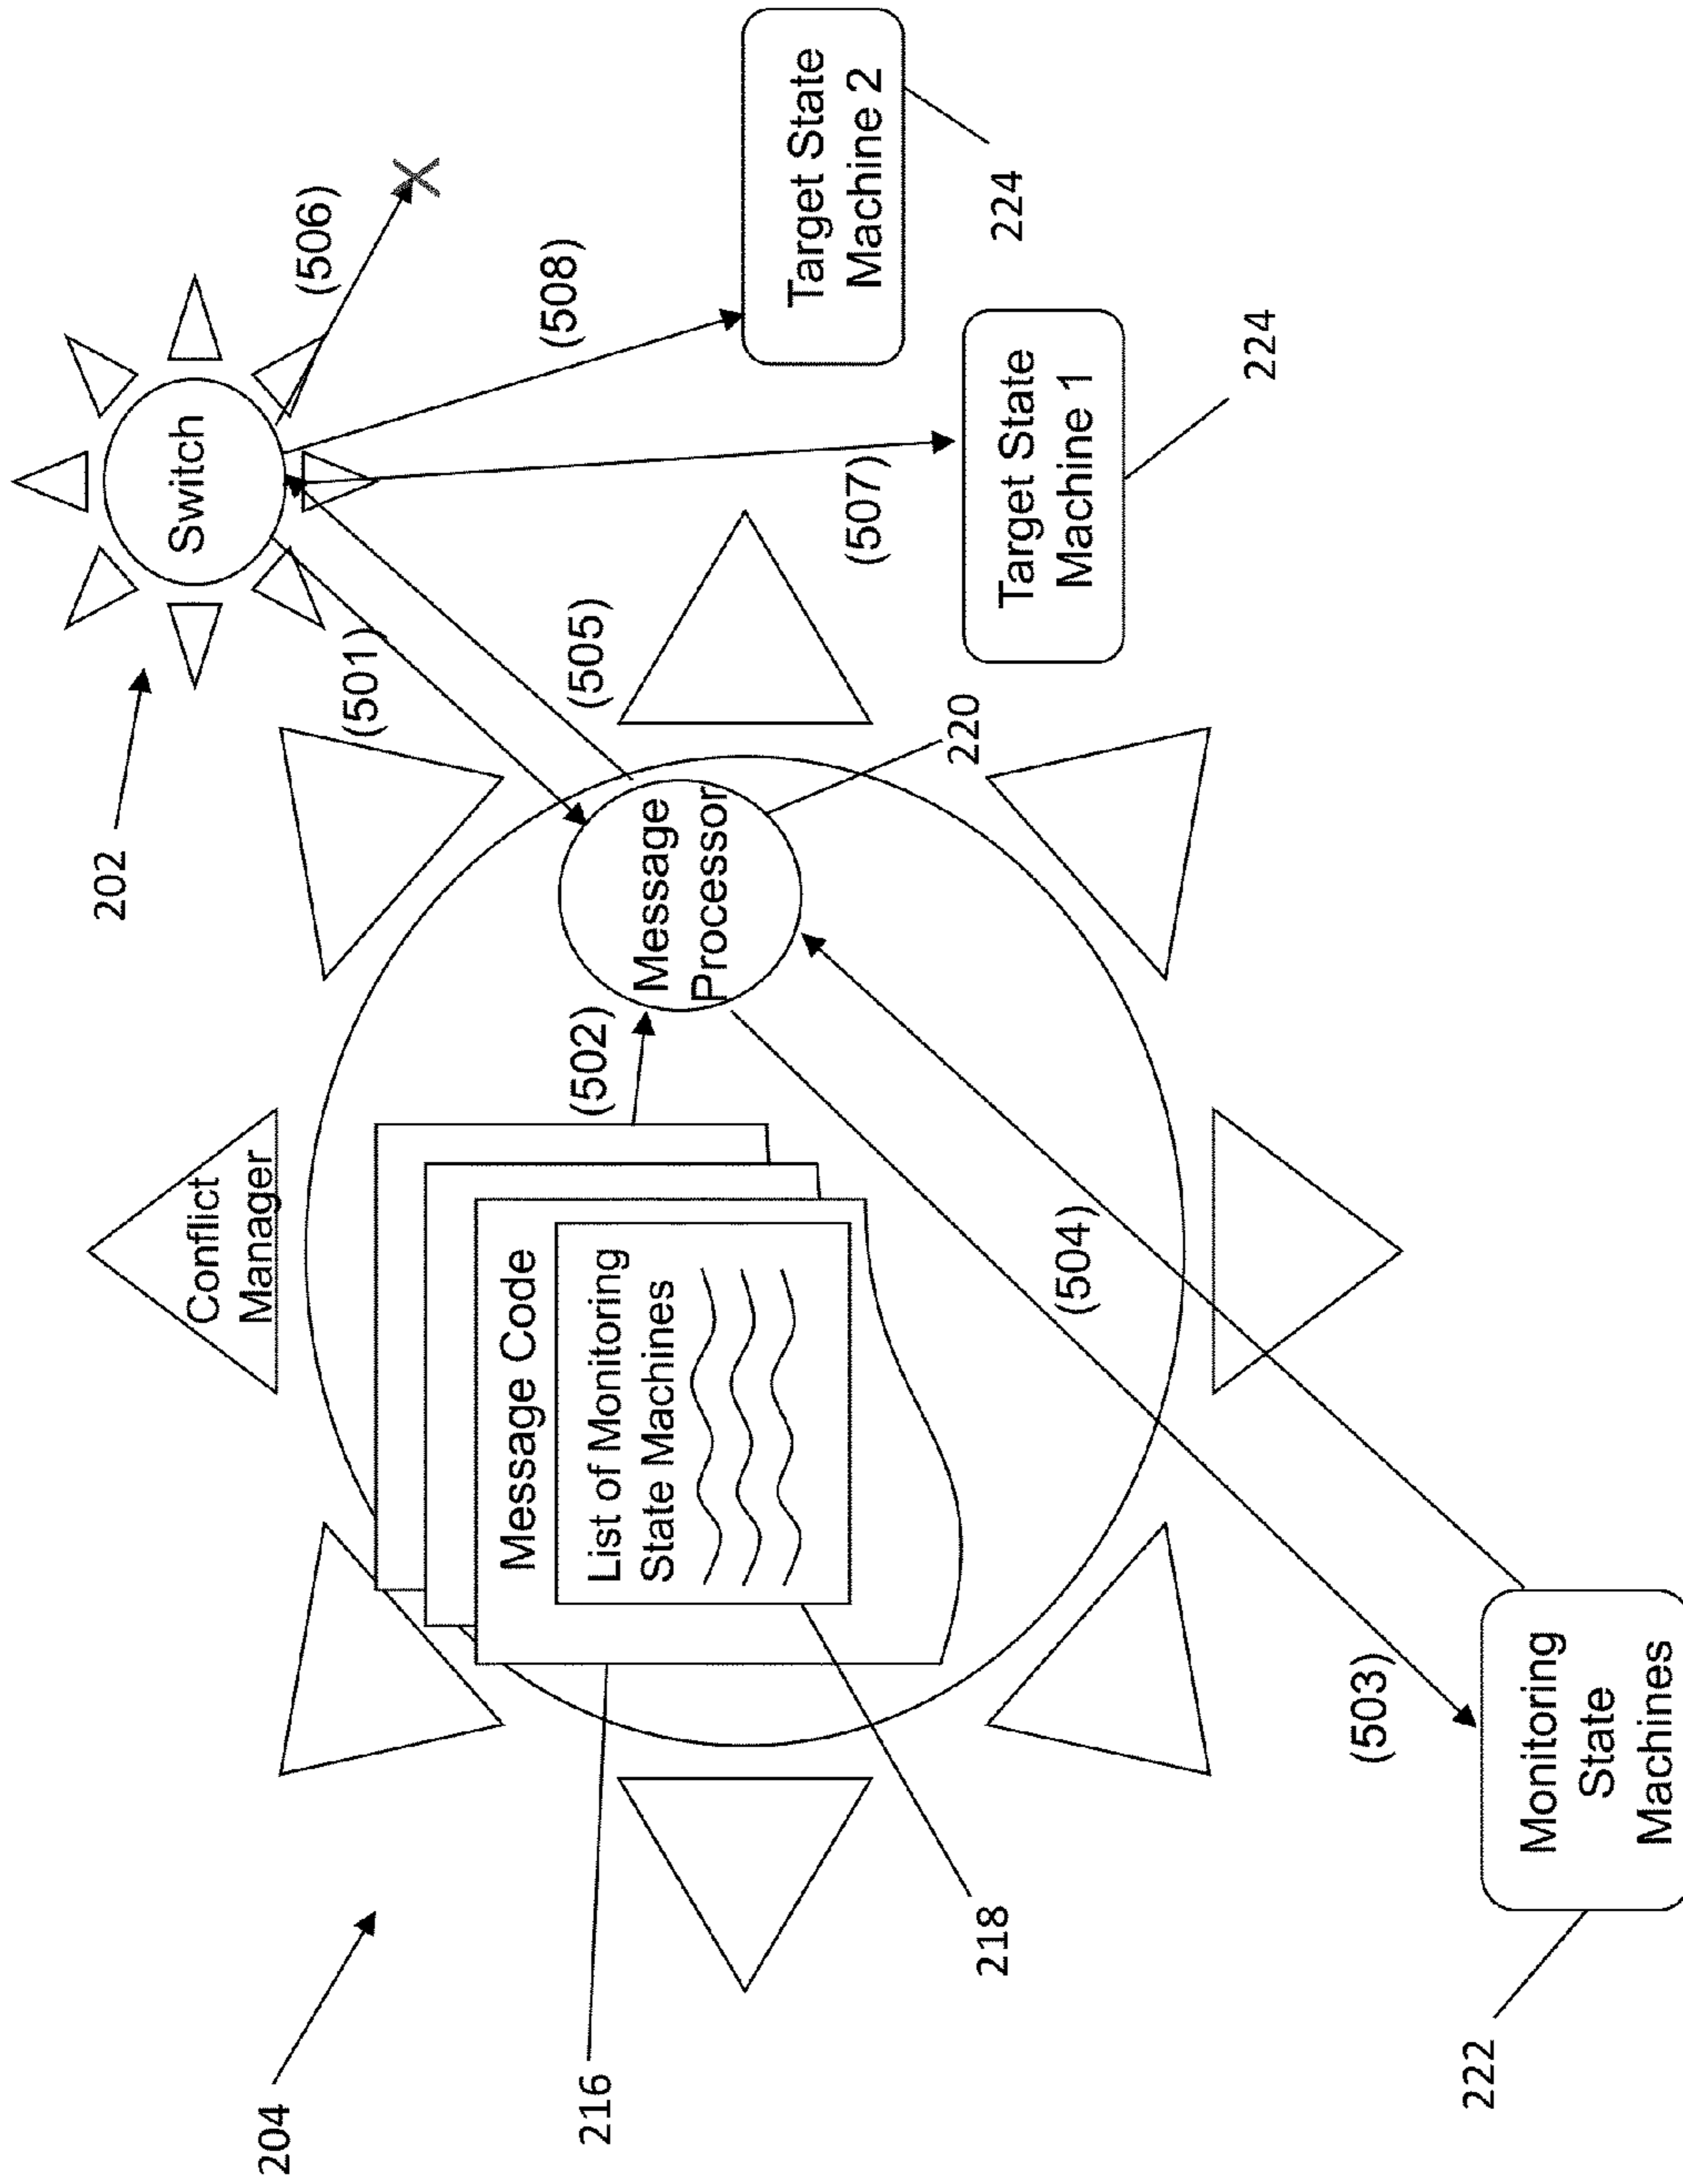 202
Switch
Conflict
Manager
204
(506)
(501)
Message Code
(508)
216
(502)
(505)
List of Monitoring
State Machines
Message
Processor
Target State
Machine 2
(507)
220
218
224
Target State
Machine 1
(504)
224
(503)
222
Monitoring
State
Machines